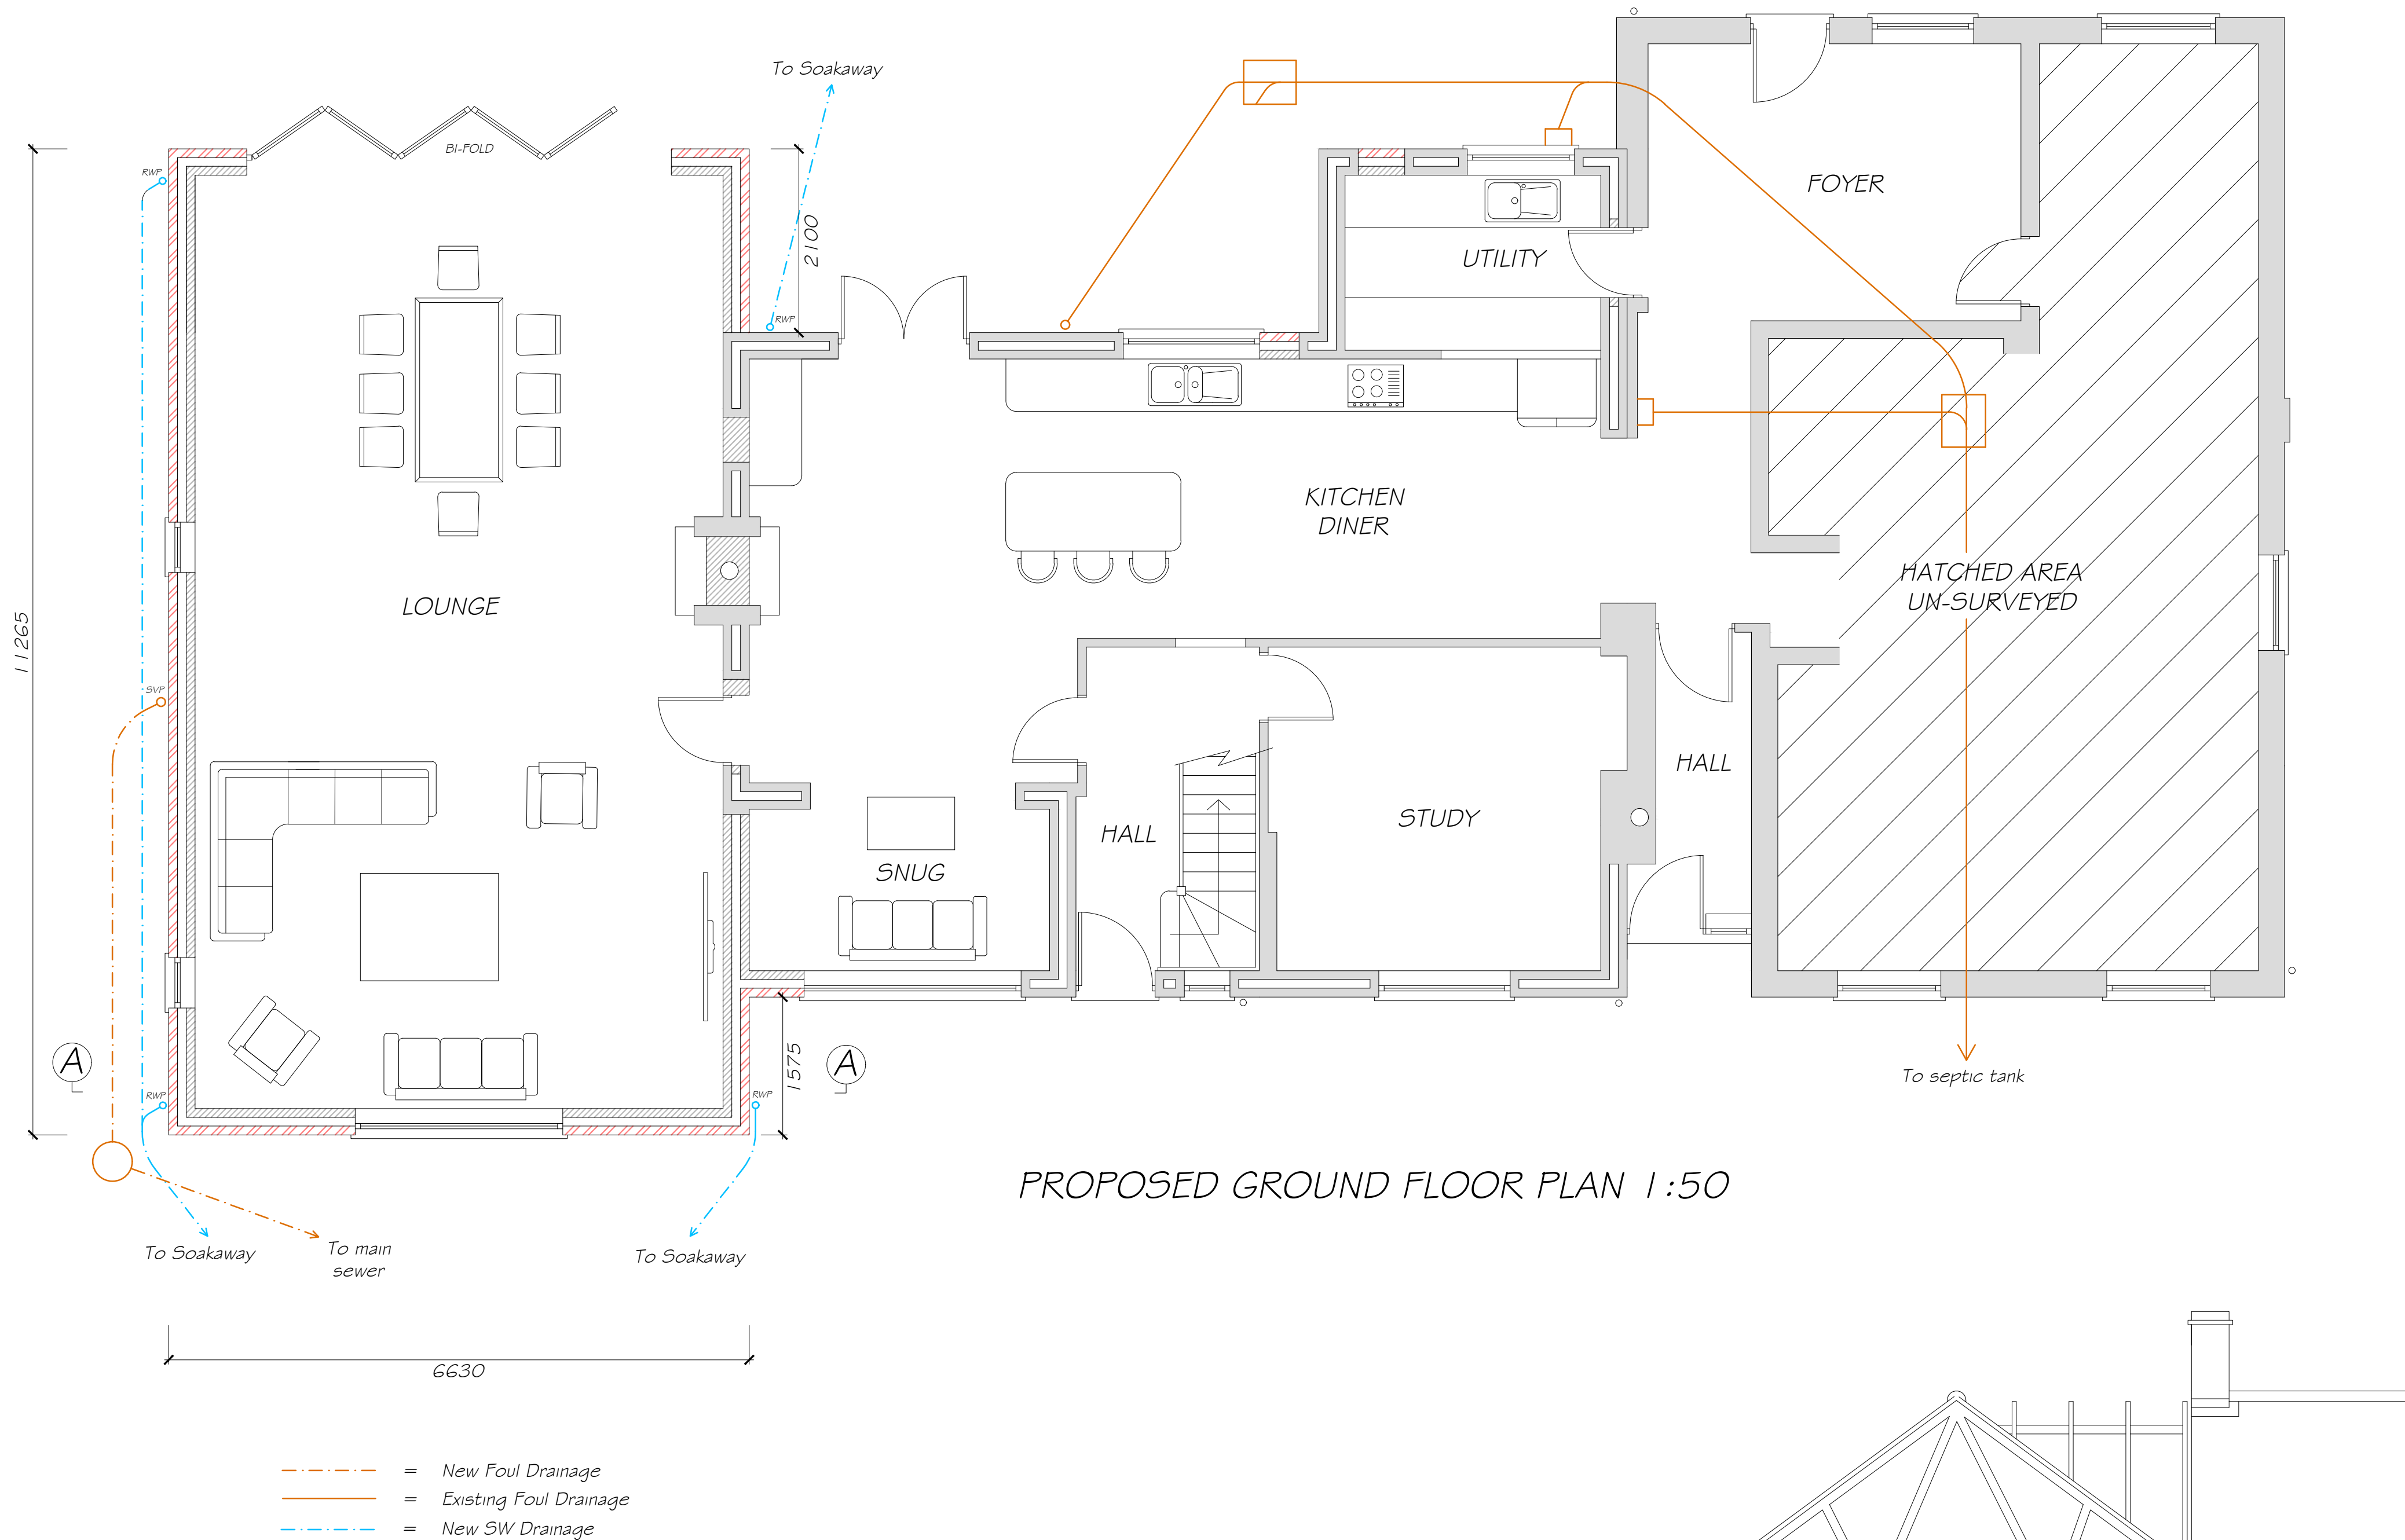 To Soakaway
BI-FOLD
RWP
FOYER
2100
UTILITY
RWP
KITCHEN
DINER
HATCHED AREA
UN-SURVEYED
LOUNGE
11265
SVP
HALL
STUDY
HALL
SNUG
A
A
1575
RWP
RWP
To septic tank
PROPOSED GROUND FLOOR PLAN 1:50
To Soakaway
To main
sewer
To Soakaway
6630
= New Foul Drainage
= Existing Foul Drainage
= New SW Drainage